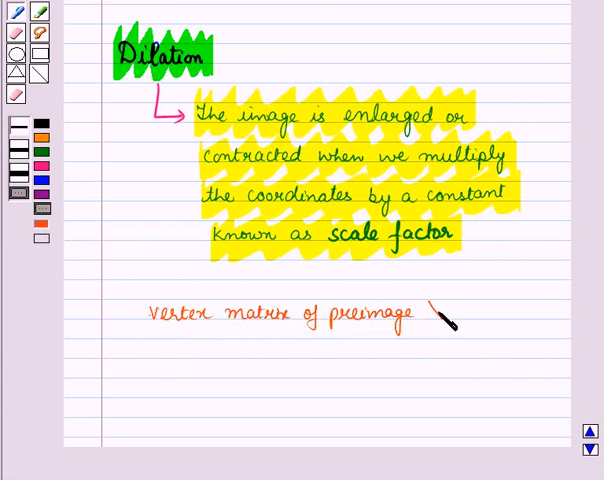 Dilation
The image is enlarged or
contracted when we multiply
the coordinates by a constant
known as scale factor
vertex matrix of preimage